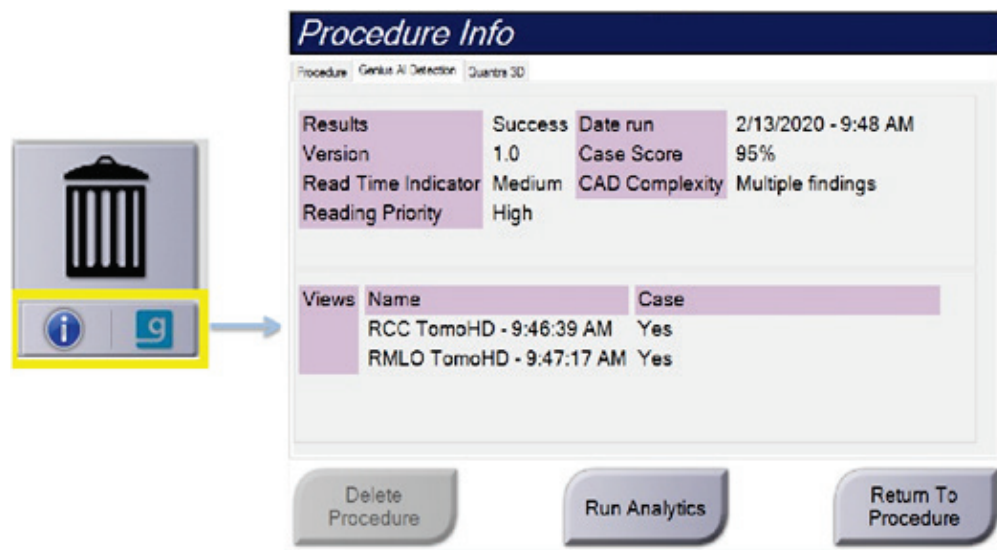 Procedure Info
Procedure Genius AI Detection Quantra 3D
Results Success Date run 2/13/2020 - 9:48 AM
Version 1.0 Case Score 95%
Read Time Indicator Medium CAD Complexity Multiple findings
Reading Priority High
i g
Views Name Case
RCC TomoHD - 9:46:39 AM Yes
RMLO TomoHD - 9:47:17 AM Yes
Delete Procedure Run Analytics Return To Procedure